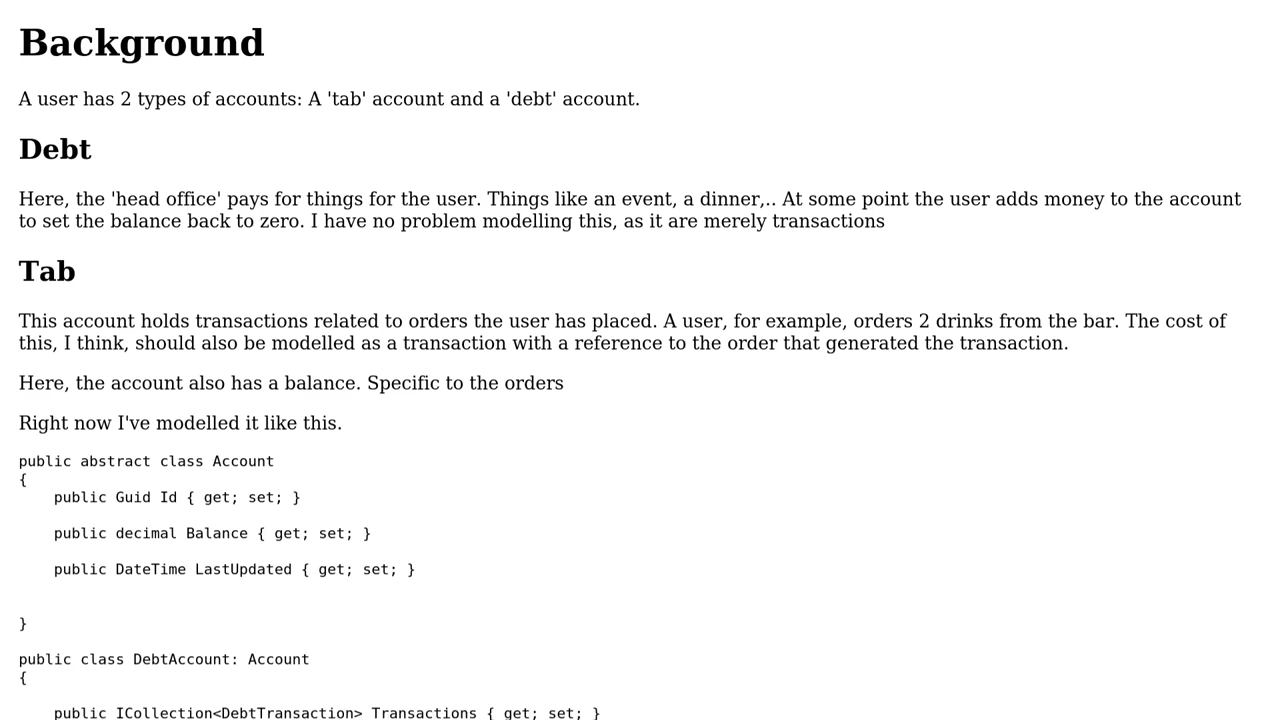 Background
A user has 2 types of accounts: A 'tab' account and a 'debt' account.
Debt
Here, the 'head office' pays for things for the user. Things like an event, a dinner,.. At some point the user adds money to the account
to set the balance back to zero. I have no problem modelling this, as it are merely transactions
Tab
This account holds transactions related to orders the user has placed. A user, for example, orders 2 drinks from the bar. The cost of
this, I think, should also be modelled as a transaction with a reference to the order that generated the transaction.
Here, the account also has a balance. Specific to the orders
Right now I've modelled it like this.
public abstract class Account
{
    public Guid Id { get; set; }
    public decimal Balance { get; set; }
    public DateTime LastUpdated { get; set; }
}
public class DebtAccount: Account
{
    public ICollection<DebtTransaction> Transactions { get; set; }